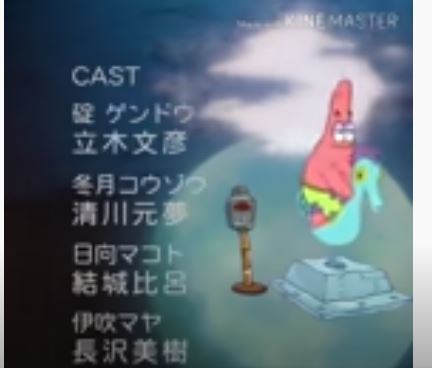 Made with KINEMASTER
CAST
碇 ゲンドウ
立木文彦
冬月コウゾウ
清川元夢
日向マコト
結城比呂
伊吹マヤ
長沢美樹